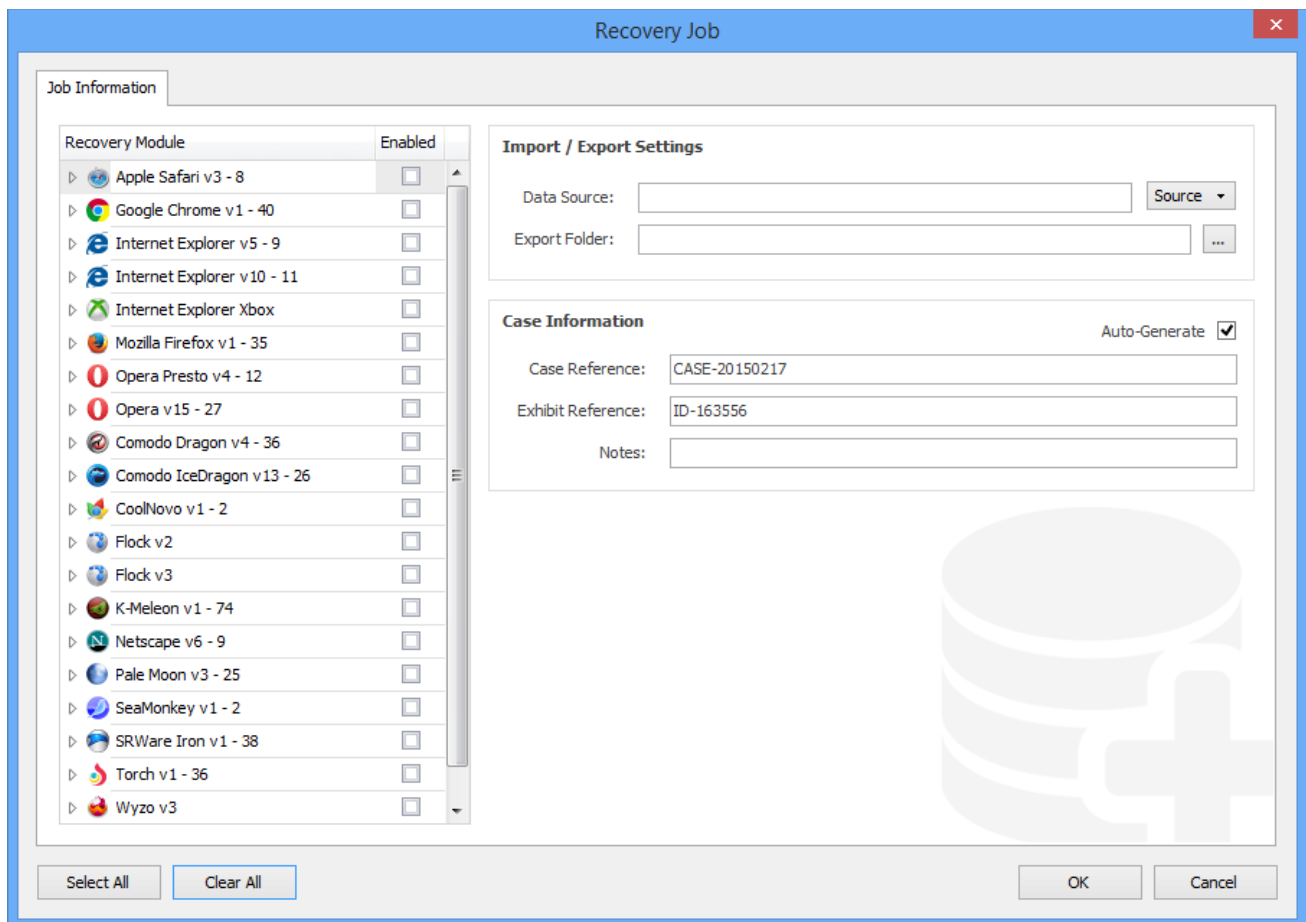 Recovery Job
Job Information
Recovery Module Enabled
Apple Safari v3 - 8
Google Chrome v1 - 40
Internet Explorer v5 - 9
Internet Explorer v10 - 11
Internet Explorer Xbox
Mozilla Firefox v1 - 35
Opera Presto v4 - 12
Opera v15 - 27
Comodo Dragon v4 - 36
Comodo IceDragon v13 - 26
CoolNovo v1 - 2
Flock v2
Flock v3
K-Meleon v1 - 74
Netscape v6 - 9
Pale Moon v3 - 25
SeaMonkey v1 - 2
SRWare Iron v1 - 38
Torch v1 - 36
Wyzo v3
Import / Export Settings
Data Source: Source
Export Folder: ...
Case Information
Auto-Generate
Case Reference: CASE-20150217
Exhibit Reference: ID-163556
Notes:
Select All Clear All OK Cancel